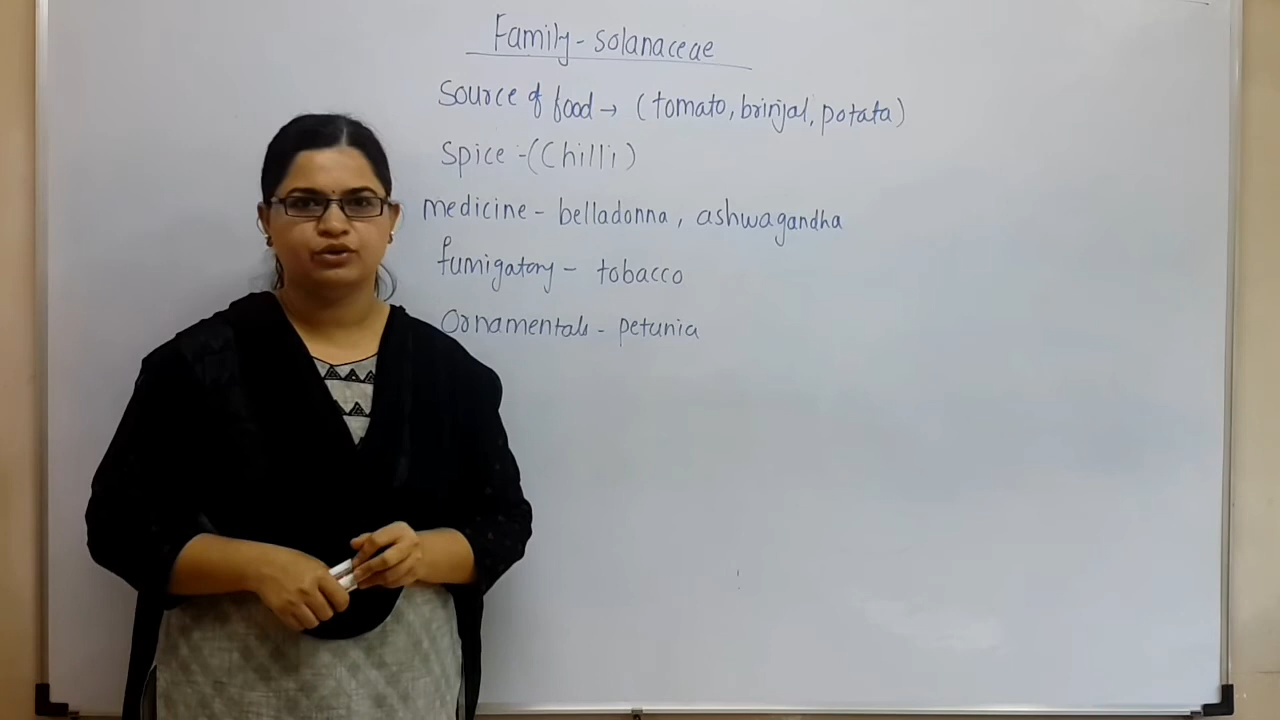 Family - solanaceae
Source of food → (tomato, brinjal, potata)
Spice :- (Chilli)
medicine - belladonna, ashwagandha
fumigatory - tobacco
Ornamentals - petunia